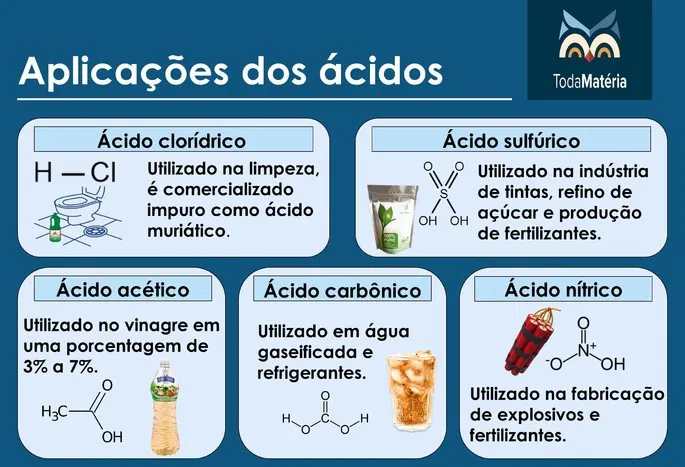 TodaMatéria
Aplicações dos ácidos
Ácido clorídrico
H — Cl
Utilizado na limpeza,
é comercializado
impuro como ácido
muriático.
Ácido sulfúrico
O O
S
OH OH
Utilizado na indústria
de tintas, refino de
açúcar e produção
de fertilizantes.
Ácido acético
Utilizado no vinagre em
uma porcentagem de
3% a 7%.
O
H₃C
OH
Ácido carbônico
Utilizado em água
gaseificada e
refrigerantes.
O
H H
O C O
Ácido nítrico
O
N⁺
⁻O OH
Utilizado na fabricação
de explosivos e
fertilizantes.